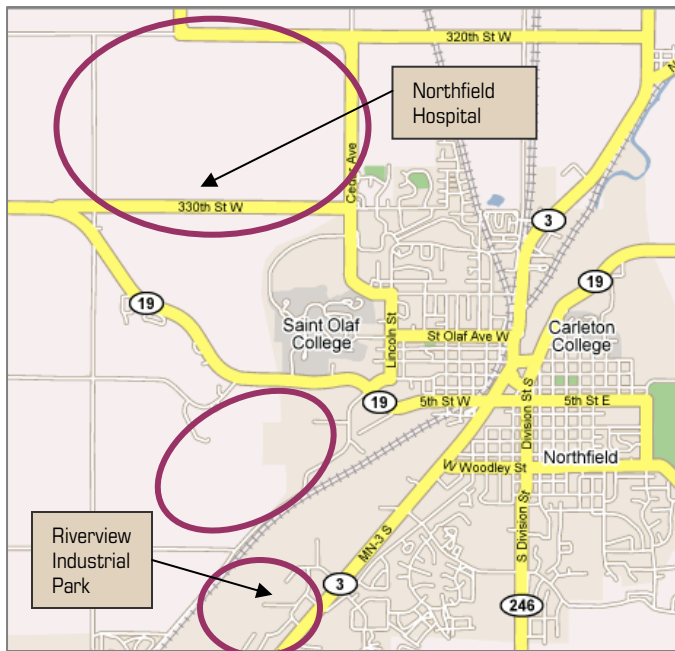 320th St W
Northfield
Hospital
Cedar Ave
330th St W
3
19
19
Saint Olaf
College
Lincoln St
St Olaf Ave W
Carleton
College
19
5th St W
Division St S
5th St E
W Woodley St
Northfield
S Division St
MN-3 S
Riverview
Industrial
Park
3
246